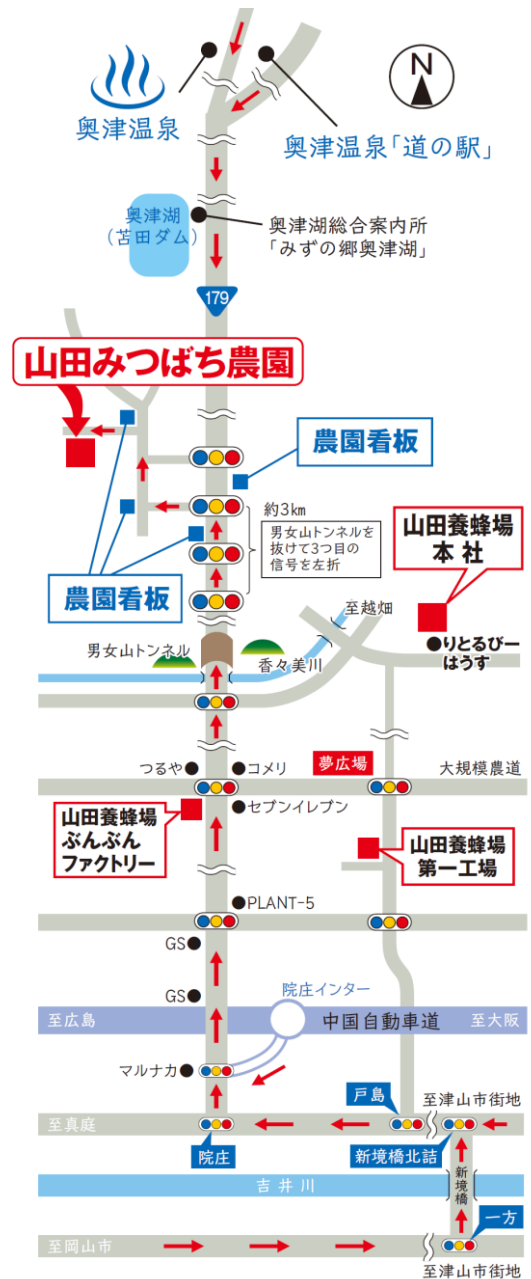 N
奥津温泉
奥津温泉「道の駅」
奥津湖
(苫田ダム)
奥津湖総合案内所
「みずの郷奥津湖」
179
山田みつばち農園
農園看板
約3km
男女山トンネルを
抜けて3つ目の
信号を左折
農園看板
山田養蜂場
本社
至越畑
りとるびー
はうす
男女山トンネル
香々美川
つるや
コメリ
夢広場
大規模農道
セブンイレブン
山田養蜂場
ぶんぶん
ファクトリー
山田養蜂場
第一工場
PLANT-5
GS
GS
院庄インター
至広島
中国自動車道
至大阪
マルナカ
戸島
至津山市街地
至真庭
院庄
新境橋北詰
新境橋
吉井川
一方
至岡山市
至津山市街地